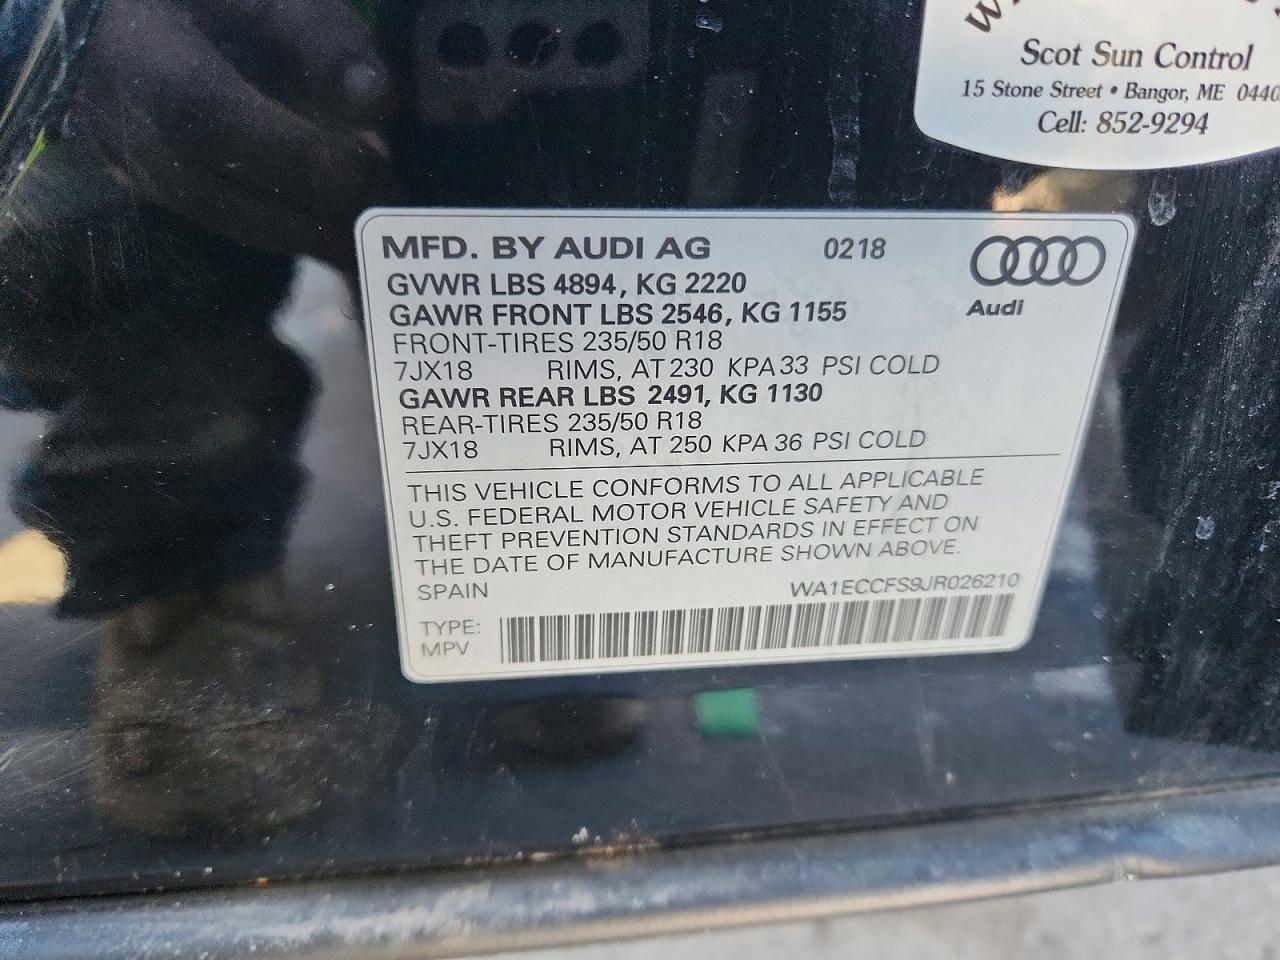 Scot Sun Control
15 Stone Street • Bangor, ME 0440
Cell: 852-9294
MFD. BY AUDI AG 0218
GVWR LBS 4894, KG 2220
GAWR FRONT LBS 2546, KG 1155
Audi
FRONT-TIRES 235/50 R18
7JX18 RIMS, AT 230 KPA 33 PSI COLD
GAWR REAR LBS 2491, KG 1130
REAR-TIRES 235/50 R18
7JX18 RIMS, AT 250 KPA 36 PSI COLD
THIS VEHICLE CONFORMS TO ALL APPLICABLE
U.S. FEDERAL MOTOR VEHICLE SAFETY AND
THEFT PREVENTION STANDARDS IN EFFECT ON
THE DATE OF MANUFACTURE SHOWN ABOVE.
SPAIN WA1ECCFS9JR026210
TYPE:
MPV